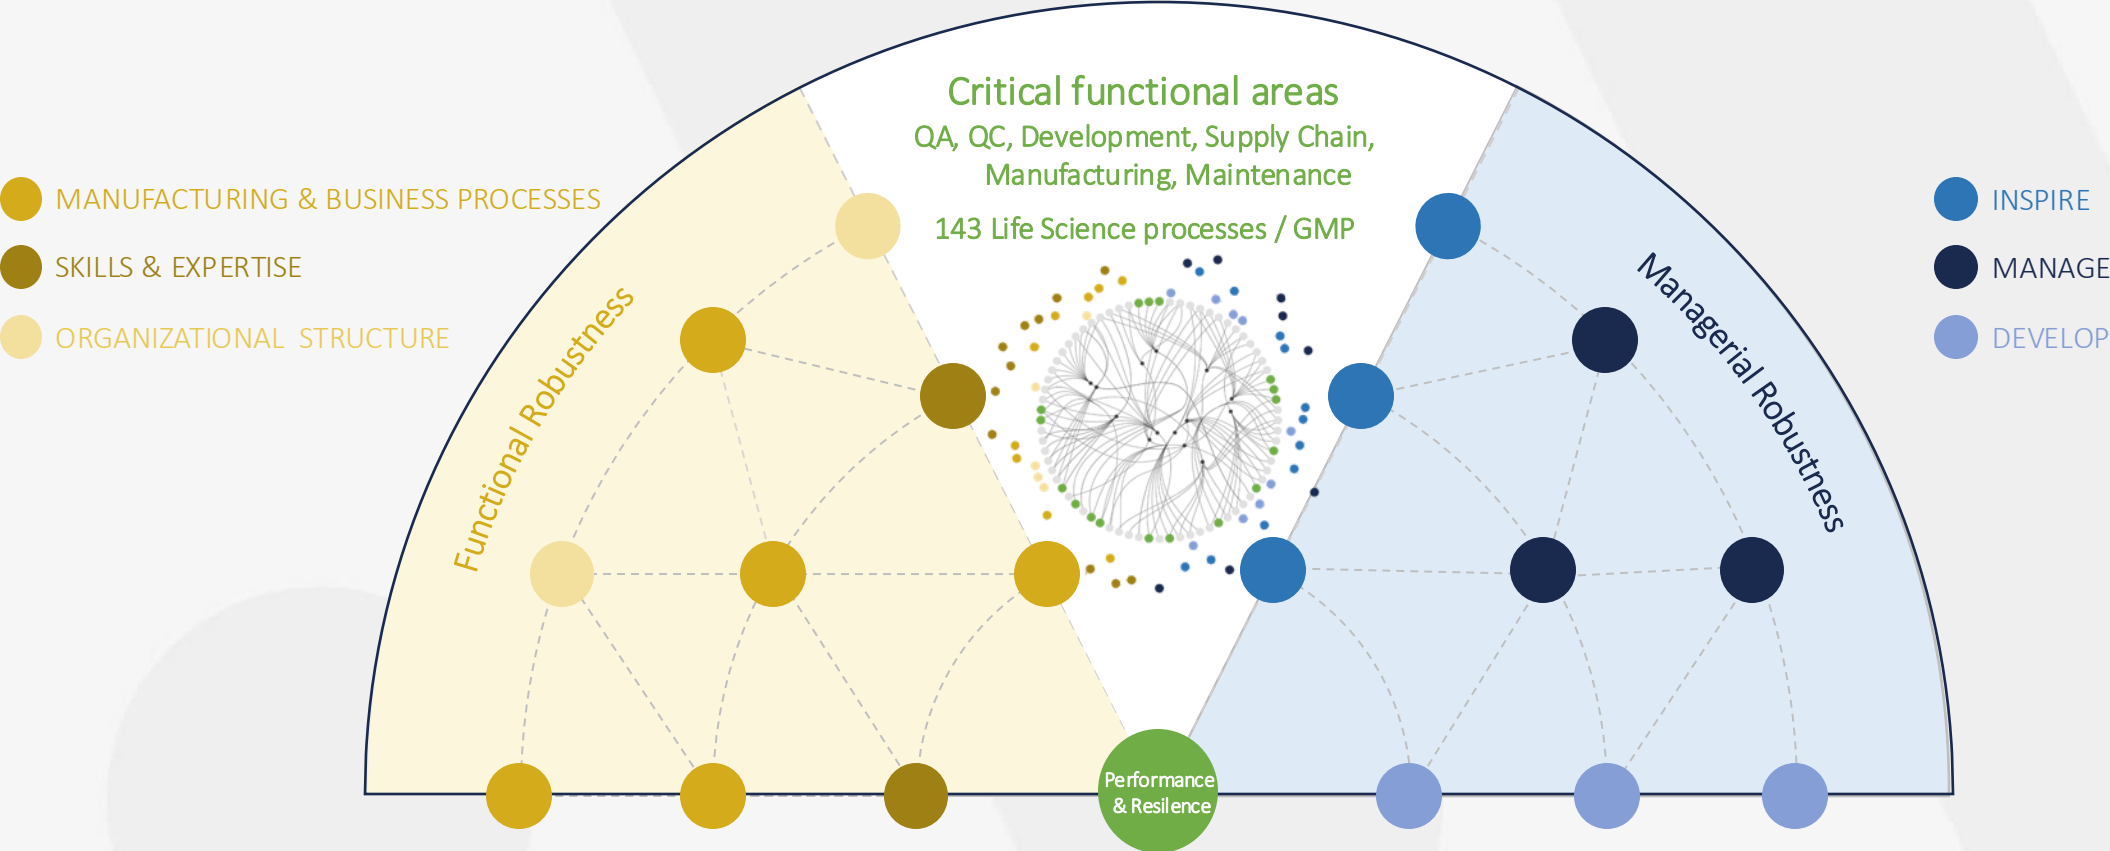 Critical functional areas
QA, QC, Development, Supply Chain,
Manufacturing, Maintenance
143 Life Science processes / GMP
MANUFACTURING & BUSINESS PROCESSES
SKILLS & EXPERTISE
ORGANIZATIONAL STRUCTURE
Functional Robustness
INSPIRE
MANAGE
DEVELOP
Managerial Robustness
Performance
& Resilence